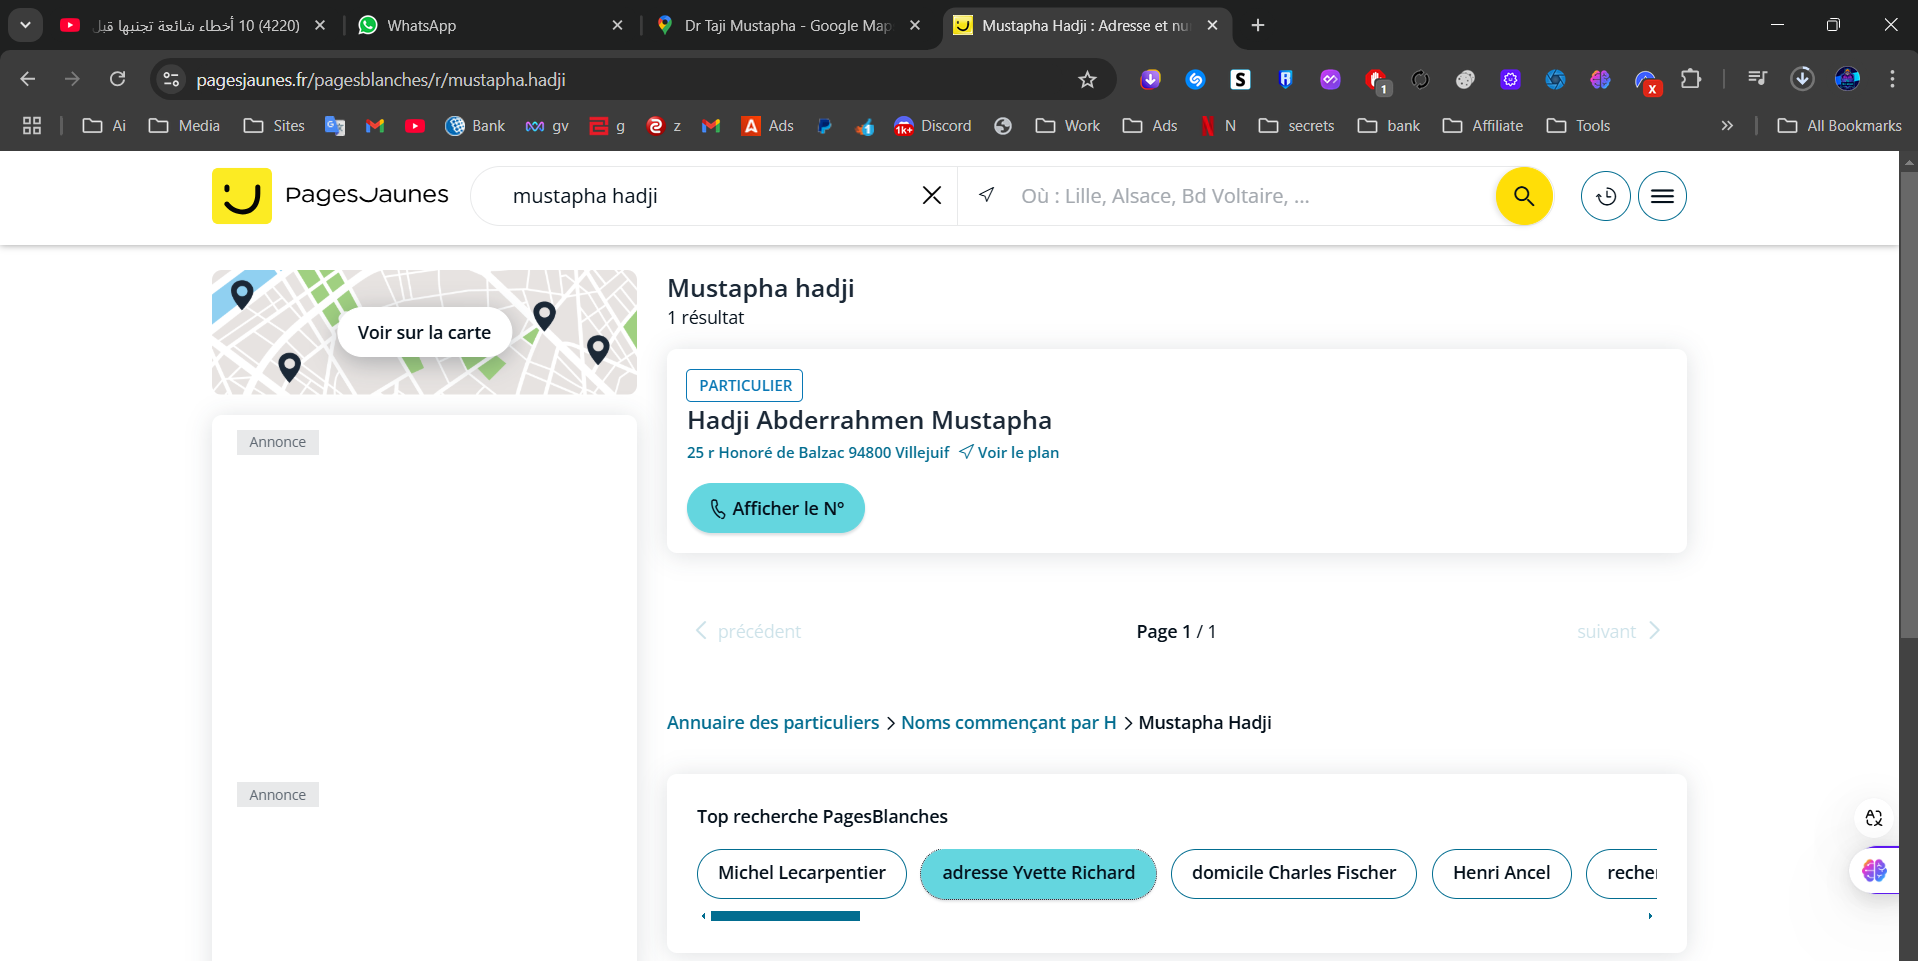 (4220) 10 أخطاء شائعة تجنبها قبل
WhatsApp
Dr Taji Mustapha - Google Map
Mustapha Hadji : Adresse et nu
pagesjaunes.fr/pagesblanches/r/mustapha.hadji
1
x
Ai
Media
Sites
Bank
gv
g
z
Ads
1k+
Discord
Work
Ads
N
secrets
bank
Affiliate
Tools
All Bookmarks
PagesJaunes
mustapha hadji
Où : Lille, Alsace, Bd Voltaire, ...
Voir sur la carte
Annonce
Annonce
Mustapha hadji
1 résultat
PARTICULIER
Hadji Abderrahmen Mustapha
25 r Honoré de Balzac 94800 Villejuif Voir le plan
Afficher le N°
précédent
Page 1 / 1
suivant
Annuaire des particuliers > Noms commençant par H > Mustapha Hadji
Top recherche PagesBlanches
Michel Lecarpentier
adresse Yvette Richard
domicile Charles Fischer
Henri Ancel
recher